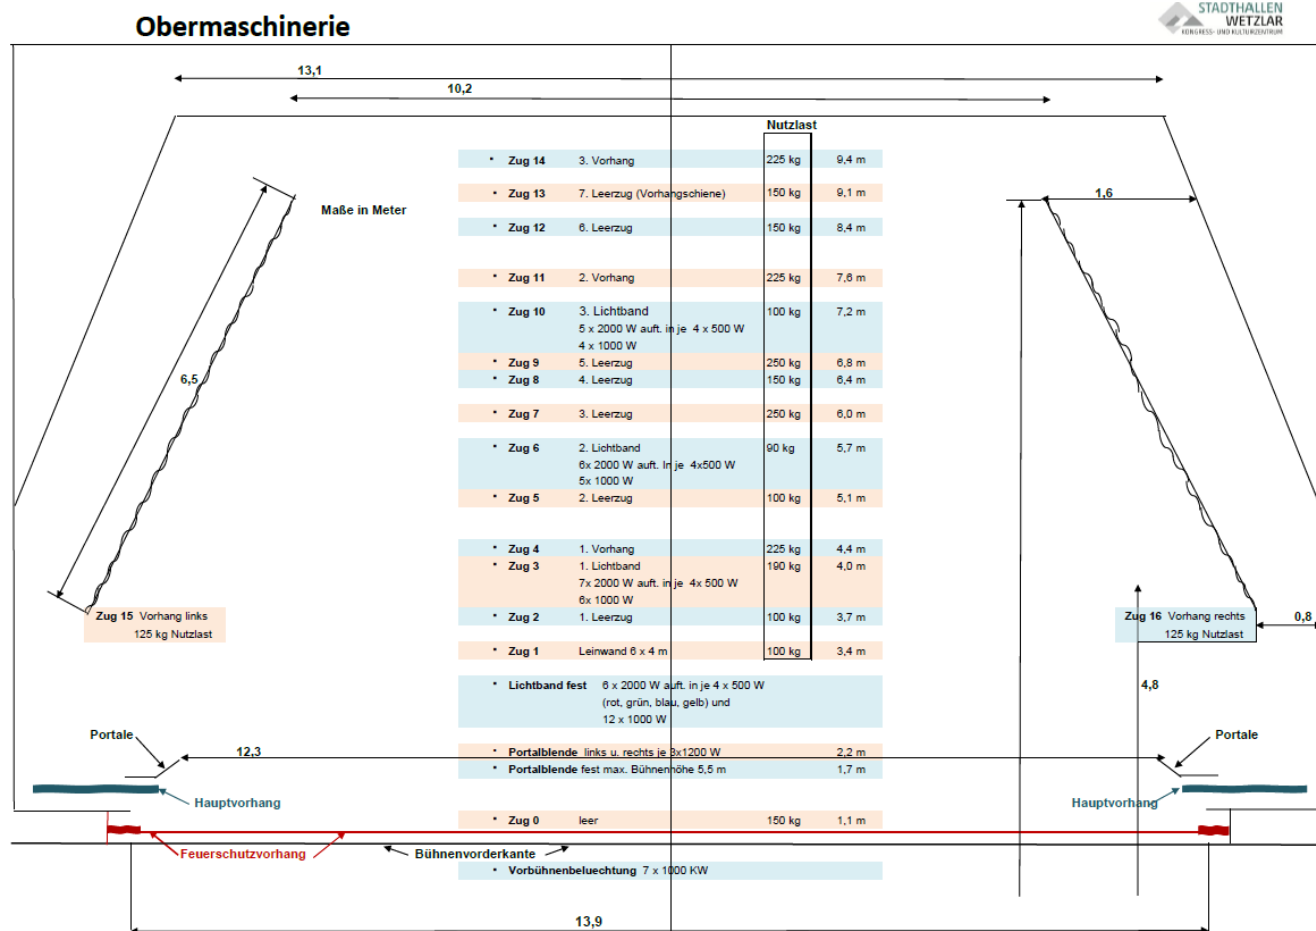 Obermaschinerie
STADTHALLEN
WETZLAR
KONGRESS- UND KULTURZENTRUM
13,1
10,2
Nutzlast
• Zug 14 3. Vorhang 225 kg 9,4 m
• Zug 13 7. Leerzug (Vorhangschiene) 150 kg 9,1 m
1,6
Maße in Meter
• Zug 12 6. Leerzug 150 kg 8,4 m
• Zug 11 2. Vorhang 225 kg 7,6 m
• Zug 10 3. Lichtband 100 kg 7,2 m
5 x 2000 W auft. in je 4 x 500 W
4 x 1000 W
• Zug 9 5. Leerzug 250 kg 6,8 m
6,5
• Zug 8 4. Leerzug 150 kg 6,4 m
• Zug 7 3. Leerzug 250 kg 6,0 m
• Zug 6 2. Lichtband 90 kg 5,7 m
6x 2000 W auft. In je 4x500 W
5x 1000 W
• Zug 5 2. Leerzug 100 kg 5,1 m
• Zug 4 1. Vorhang 225 kg 4,4 m
• Zug 3 1. Lichtband 190 kg 4,0 m
7x 2000 W auft. in je 4x 500 W
6x 1000 W
Zug 15 Vorhang links
125 kg Nutzlast
• Zug 2 1. Leerzug 100 kg 3,7 m
Zug 16 Vorhang rechts
125 kg Nutzlast
0,8
• Zug 1 Leinwand 6 x 4 m 100 kg 3,4 m
• Lichtband fest 6 x 2000 W auft. in je 4 x 500 W
(rot, grün, blau, gelb) und
12 x 1000 W
4,8
Portale
Portale
12,3
• Portalblende links u. rechts je 3x1200 W 2,2 m
• Portalblende fest max. Bühnenhöhe 5,5 m 1,7 m
Hauptvorhang
Hauptvorhang
• Zug 0 leer 150 kg 1,1 m
Feuerschutzvorhang
Bühnenvorderkante
• Vorbühnenbeluechtung 7 x 1000 KW
13,9